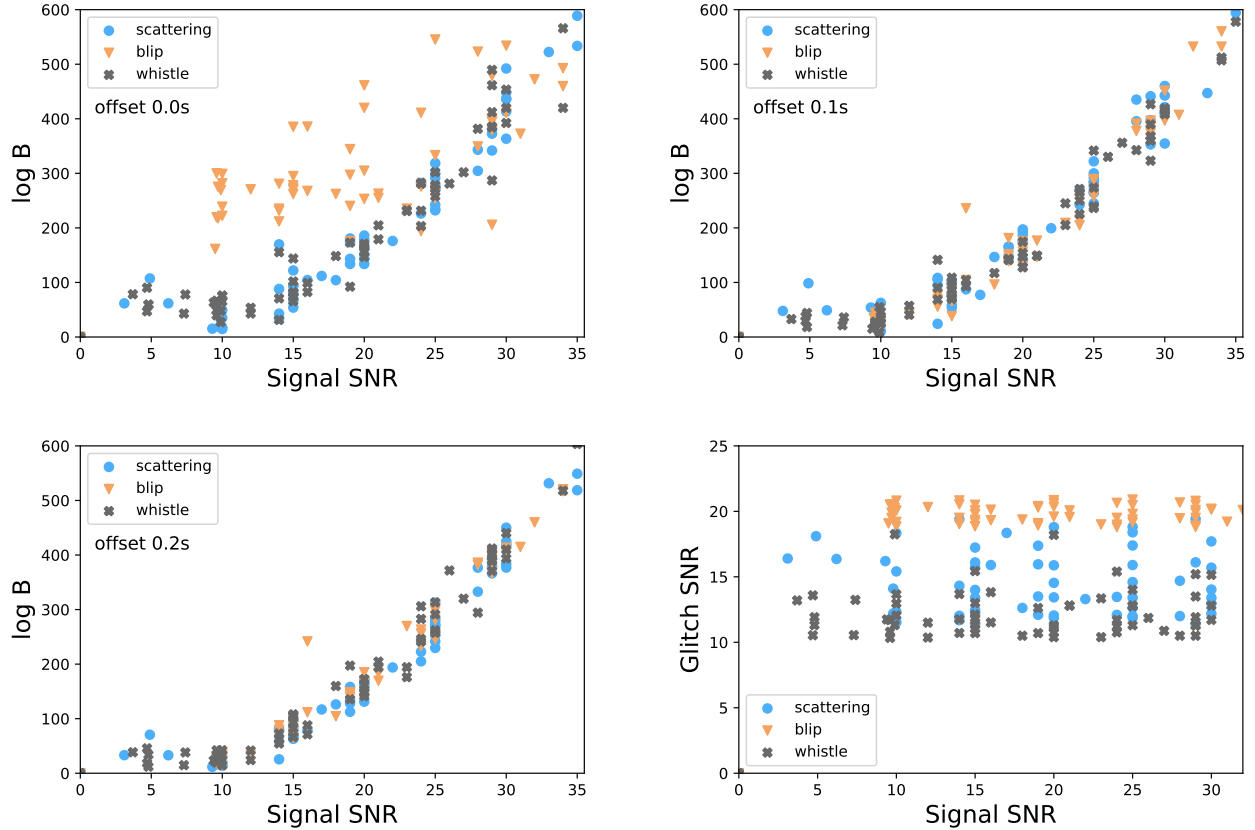 600
500
400
300
200
100
0
log B
scattering
blip
whistle
offset 0.0s
0 5 10 15 20 25 30 35
Signal SNR
600
500
400
300
200
100
0
log B
scattering
blip
whistle
offset 0.1s
0 5 10 15 20 25 30 35
Signal SNR
600
500
400
300
200
100
0
log B
scattering
blip
whistle
offset 0.2s
0 5 10 15 20 25 30 35
Signal SNR
25
20
15
10
5
0
Glitch SNR
scattering
blip
whistle
0 5 10 15 20 25 30
Signal SNR